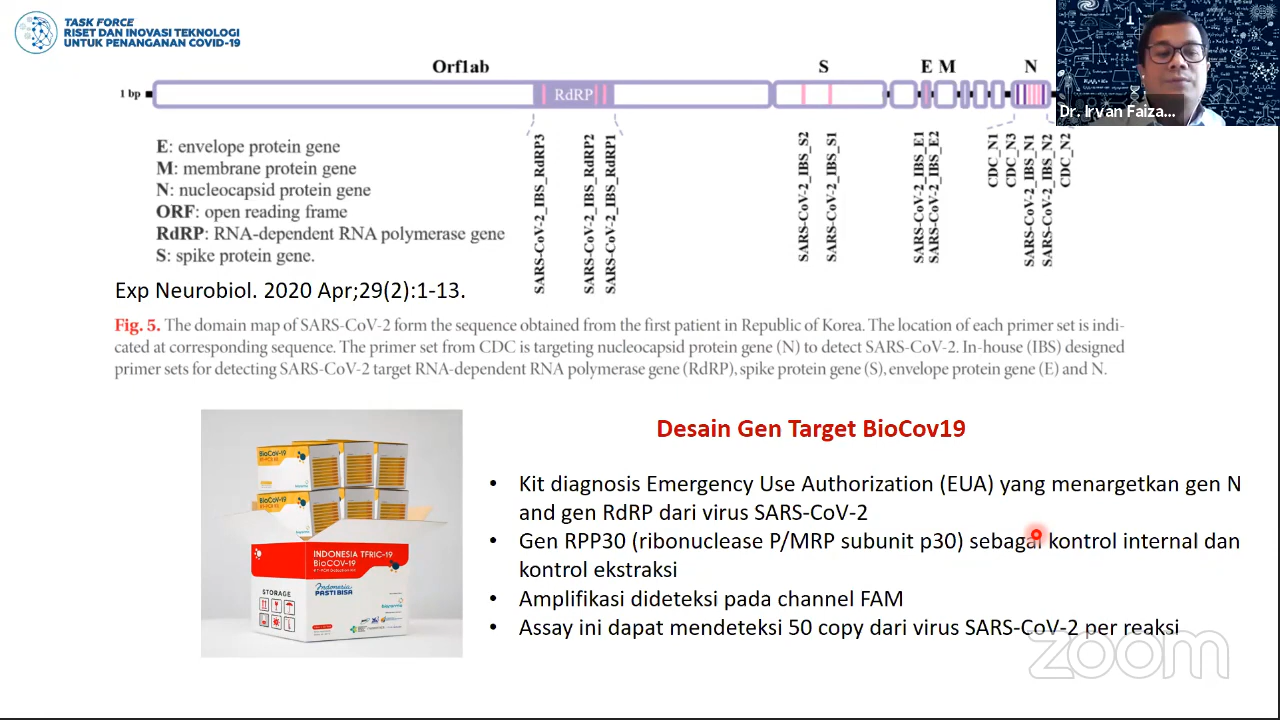 TASK FORCE
RISET DAN INOVASI TEKNOLOGI
UNTUK PENANGANAN COVID-19
Dr. Irvan Faiza...
Orf1ab
S
E M
N
1 bp
RdRP
SARS-CoV-2_IBS_RdRP3
SARS-CoV-2_IBS_RdRP2
SARS-CoV-2_IBS_RdRP1
SARS-CoV-2_IBS_S2
SARS-CoV-2_IBS_S1
SARS-CoV-2_IBS_E1
SARS-CoV-2_IBS_E2
CDC_N1
CDC_N3
SARS-CoV-2_IBS_N1
SARS-CoV-2_IBS_N2
CDC_N2
E: envelope protein gene
M: membrane protein gene
N: nucleocapsid protein gene
ORF: open reading frame
RdRP: RNA-dependent RNA polymerase gene
S: spike protein gene.
Exp Neurobiol. 2020 Apr;29(2):1-13.
Fig. 5. The domain map of SARS-CoV-2 form the sequence obtained from the first patient in Republic of Korea. The location of each primer set is indi-
cated at corresponding sequence. The primer set from CDC is targeting nucleocapsid protein gene (N) to detect SARS-CoV-2. In-house (IBS) designed
primer sets for detecting SARS-CoV-2 target RNA-dependent RNA polymerase gene (RdRP), spike protein gene (S), envelope protein gene (E) and N.
BioCoV-19
BioCoV-19
INDONESIA TFRIC-19
BioCOV-19
STORAGE
Indonesia
PASTI BISA
Desain Gen Target BioCov19
• Kit diagnosis Emergency Use Authorization (EUA) yang menargetkan gen N
and gen RdRP dari virus SARS-CoV-2
• Gen RPP30 (ribonuclease P/MRP subunit p30) sebagai kontrol internal dan
kontrol ekstraksi
• Amplifikasi dideteksi pada channel FAM
• Assay ini dapat mendeteksi 50 copy dari virus SARS-CoV-2 per reaksi
zoom